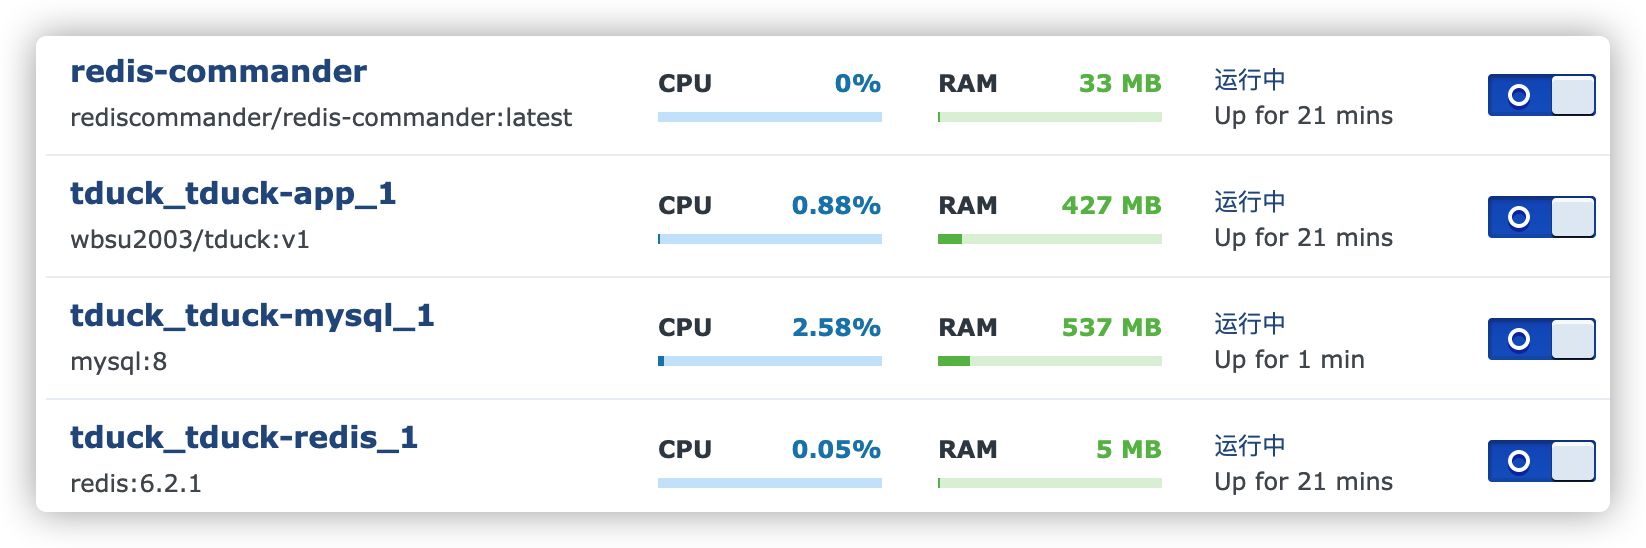 redis-commander
rediscommander/redis-commander:latest
CPU 0%
RAM 33 MB
运行中
Up for 21 mins
tduck_tduck-app_1
wbsu2003/tduck:v1
CPU 0.88%
RAM 427 MB
运行中
Up for 21 mins
tduck_tduck-mysql_1
mysql:8
CPU 2.58%
RAM 537 MB
运行中
Up for 1 min
tduck_tduck-redis_1
redis:6.2.1
CPU 0.05%
RAM 5 MB
运行中
Up for 21 mins